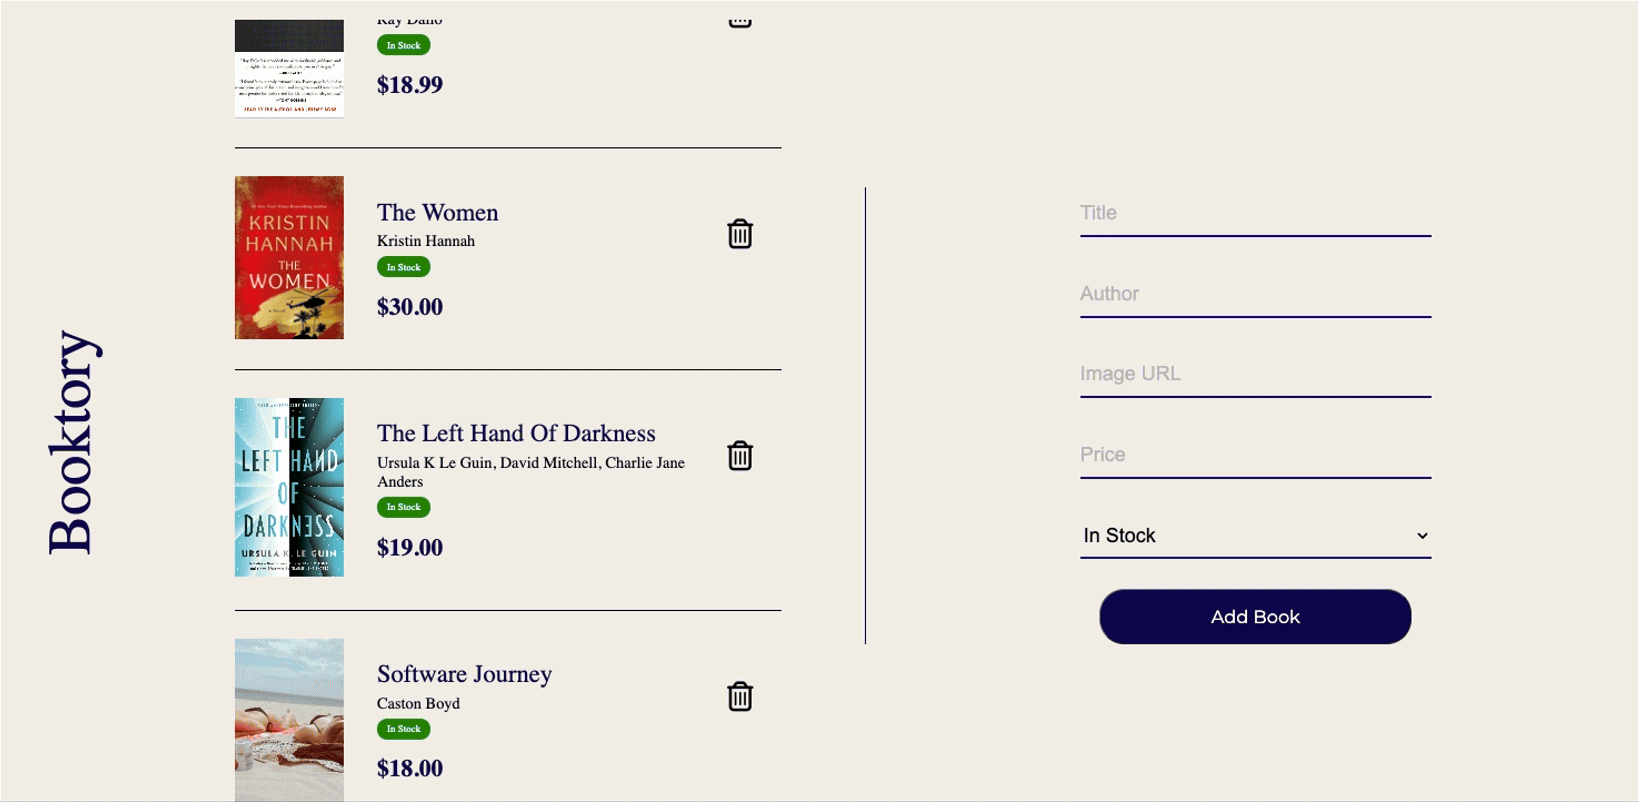 Booktory
Ray Dalio
In Stock
$18.99
KRISTIN
HANNAH
THE
WOMEN
The Women
Kristin Hannah
In Stock
$30.00
THE
LEFT HAND
OF
DARKNESS
URSULA K. LE GUIN
The Left Hand Of Darkness
Ursula K Le Guin, David Mitchell, Charlie Jane
Anders
In Stock
$19.00
Software Journey
Caston Boyd
In Stock
$18.00
Title
Author
Image URL
Price
In Stock
Add Book